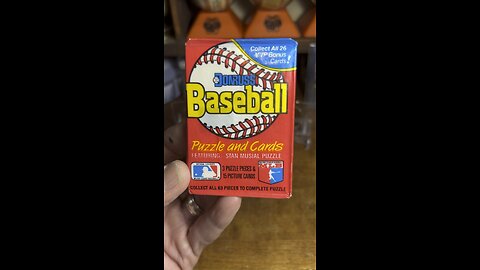 Collect All 26
MVP Bonus
Cards!
DONRUSS
Baseball
Puzzle and Cards
FEATURING: STAN MUSIAL PUZZLE
3 PUZZLE PIECES &
15 PICTURE CARDS
COLLECT ALL 63 PIECES TO COMPLETE PUZZLE